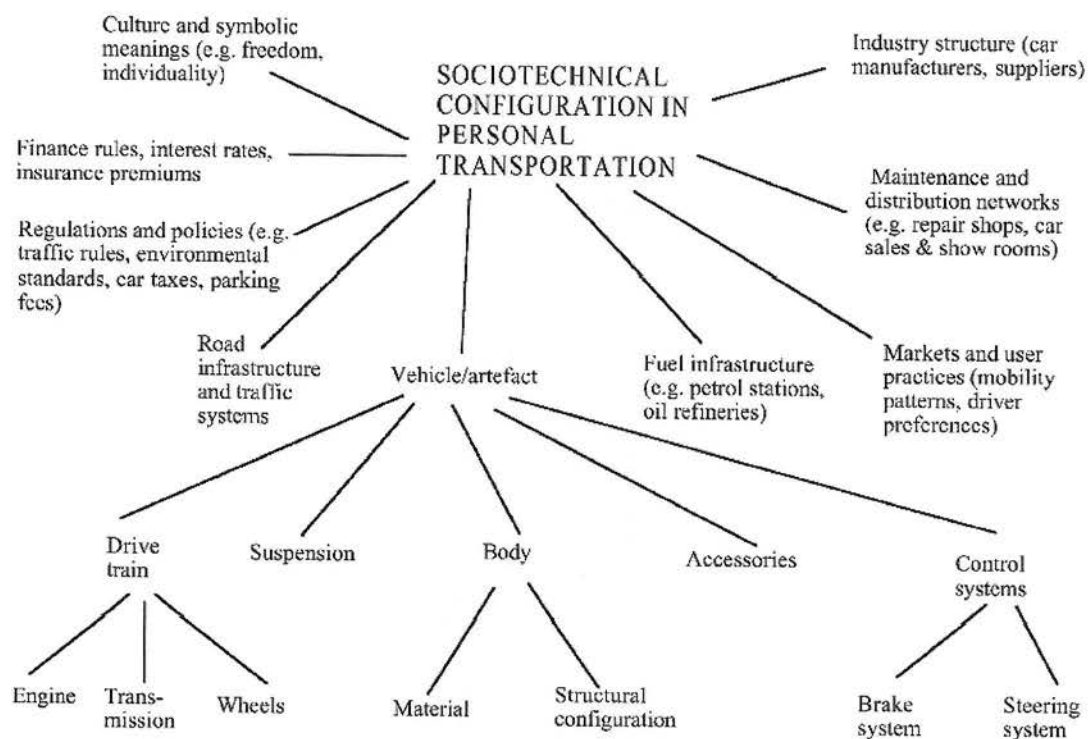 Culture and symbolic
meanings (e.g. freedom,
individuality)
SOCIOTECHNICAL
CONFIGURATION IN
PERSONAL
TRANSPORTATION
Industry structure (car
manufacturers, suppliers)
Finance rules, interest rates,
insurance premiums
Maintenance and
distribution networks
(e.g. repair shops, car
sales & show rooms)
Regulations and policies (e.g.
traffic rules, environmental
standards, car taxes, parking
fees)
Road
infrastructure
and traffic
systems
Vehicle/artefact
Fuel infrastructure
(e.g. petrol stations,
oil refineries)
Markets and user
practices (mobility
patterns, driver
preferences)
Drive
train
Suspension
Body
Accessories
Control
systems
Engine
Trans-
mission
Wheels
Material
Structural
configuration
Brake
system
Steering
system